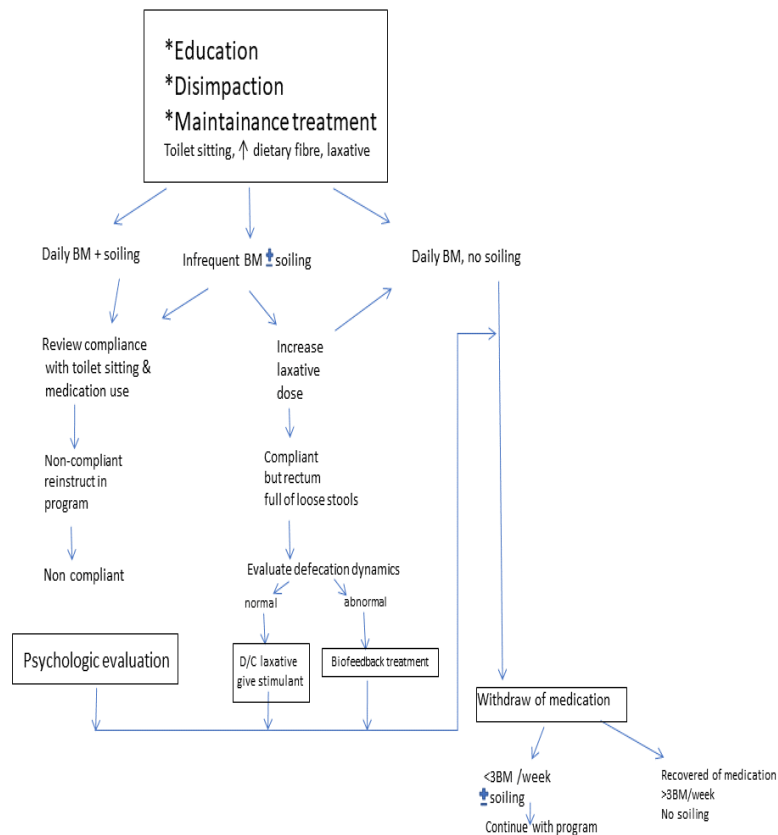 *Education
*Disimpaction
*Maintainance treatment
Toilet sitting, ↑ dietary fibre, laxative
Daily BM + soiling
Infrequent BM ± soiling
Daily BM, no soiling
Review compliance
with toilet sitting &
medication use
Increase
laxative
dose
Non-compliant
reinstruct in
program
Compliant
but rectum
full of loose stools
Non compliant
Evaluate defecation dynamics
normal
abnormal
Psychologic evaluation
D/C laxative
give stimulant
Biofeedback treatment
Withdraw of medication
<3BM /week
± soiling
Continue with program
Recovered of medication
>3BM/week
No soiling